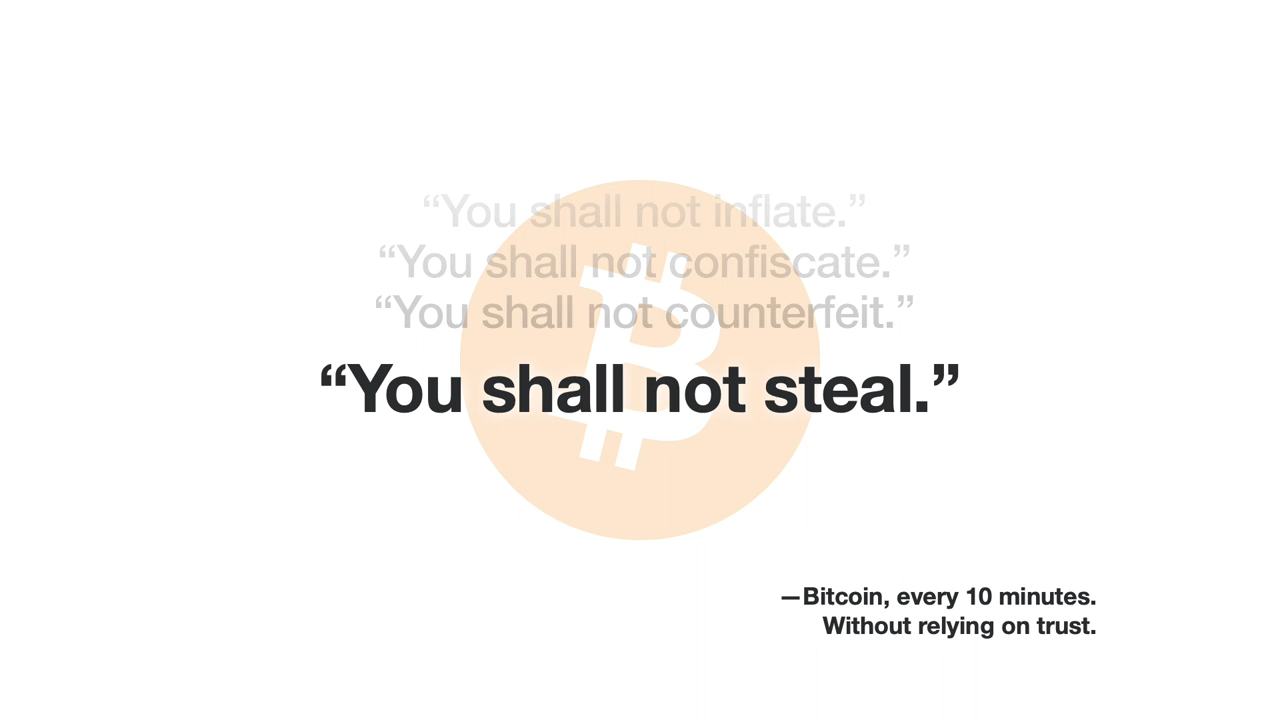 “You shall not inflate.”
“You shall not confiscate.”
“You shall not counterfeit.”
“You shall not steal.”
—Bitcoin, every 10 minutes.
Without relying on trust.